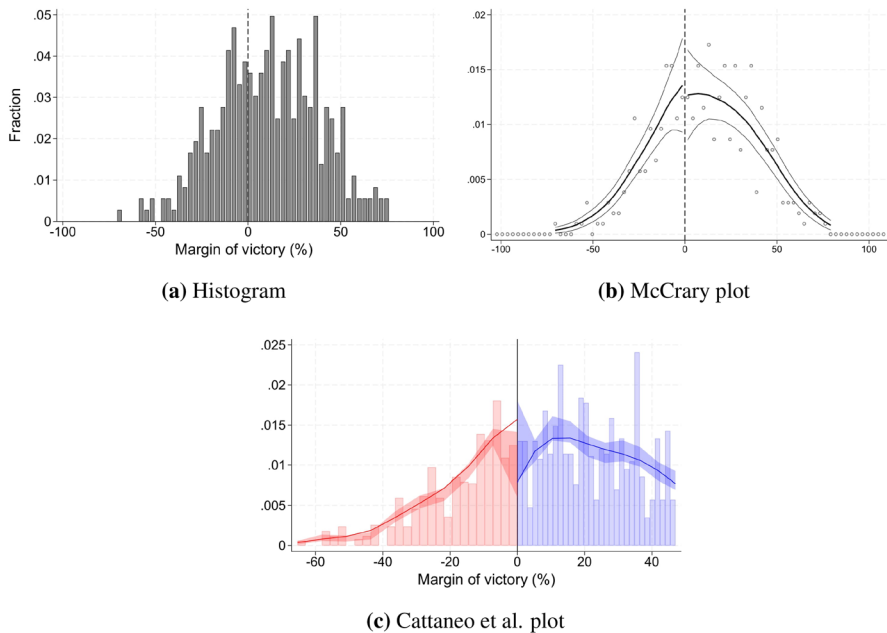 .05
.04
.03
.02
.01
0
Fraction
-100 -50 0 50 100
Margin of victory (%)
(a) Histogram
.02
.015
.01
.005
0
-100 -50 0 50 100
(b) McCrary plot
.025
.02
.015
.01
.005
0
-60 -40 -20 0 20 40
Margin of victory (%)
(c) Cattaneo et al. plot